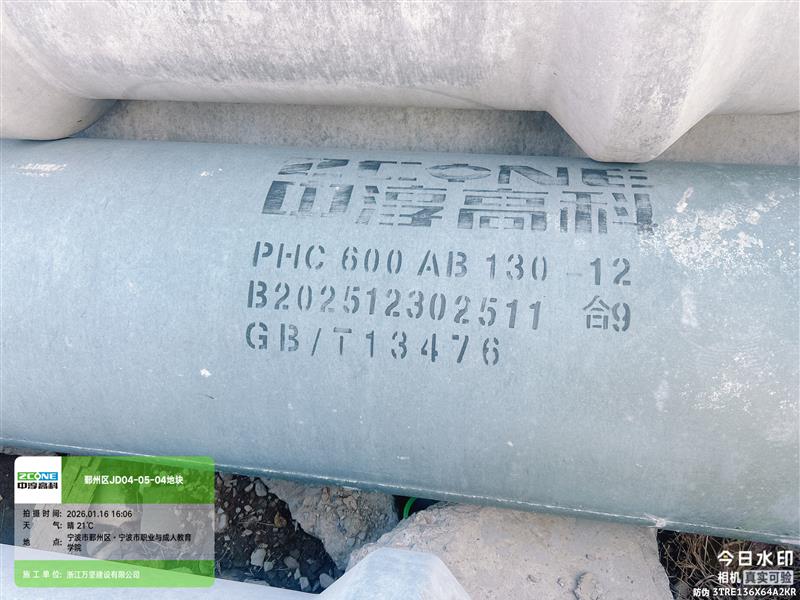 ZCONE
中淳高科
PHC 600 AB 130-12
B202512302511 合9
GB/T13476
ZCONE
中淳高科
鄞州区JD04-05-04地块
拍摄时间: 2026.01.16 16:06
天气: 晴 21℃
地点: 宁波市鄞州区·宁波市职业与成人教育
学院
施工单位: 浙江万坚建设有限公司
今日水印
相机 真实可验
防伪 3TRE136X64A2KR